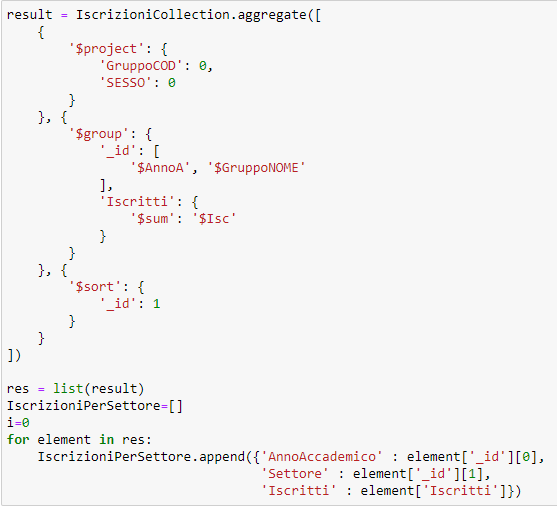 result = IscrizioniCollection.aggregate([
    {
        '$project': {
            'GruppoCOD': 0,
            'SESSO': 0
        }
    }, {
        '$group': {
            '_id': [
                '$AnnoA', '$GruppoNOME'
            ],
            'Iscritti': {
                '$sum': '$Isc'
            }
        }
    }, {
        '$sort': {
            '_id': 1
        }
    }
])

res = list(result)
IscrizioniPerSettore=[]
i=0
for element in res:
    IscrizioniPerSettore.append({'AnnoAccademico' : element['_id'][0],
                                 'Settore' : element['_id'][1],
                                 'Iscritti' : element['Iscritti']})